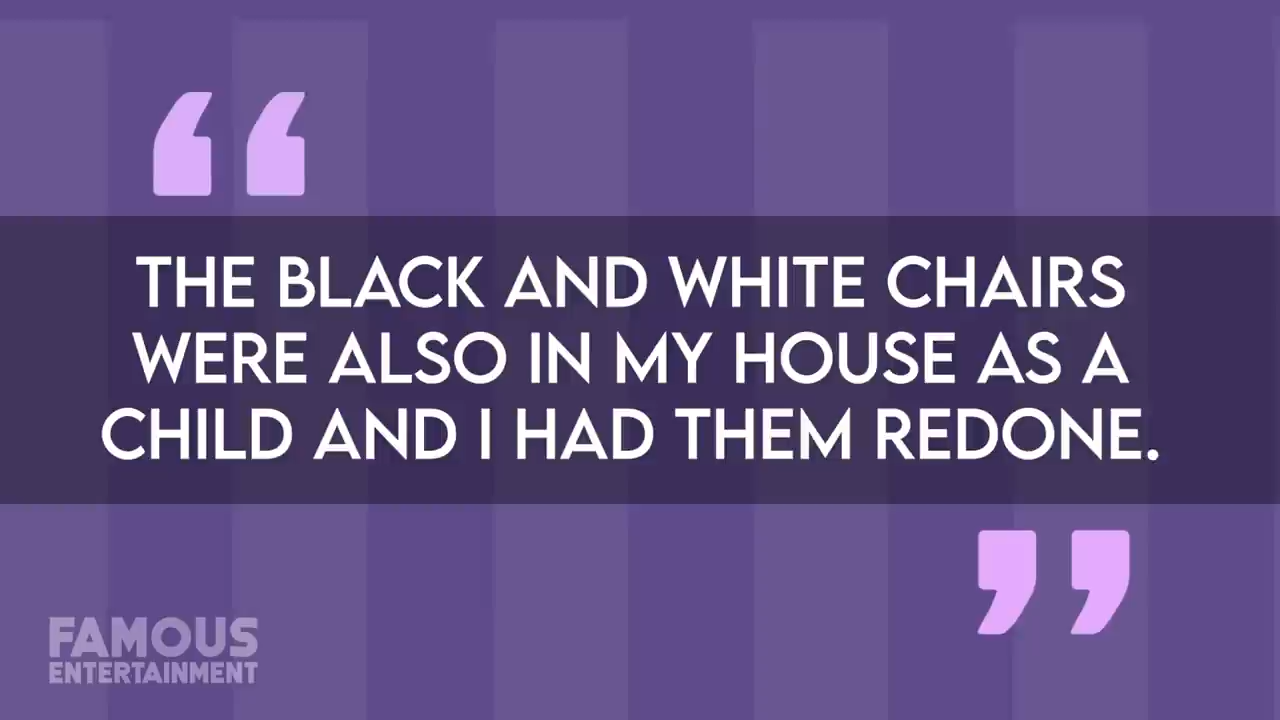 “
THE BLACK AND WHITE CHAIRS
WERE ALSO IN MY HOUSE AS A
CHILD AND I HAD THEM REDONE.
”
FAMOUS
ENTERTAINMENT